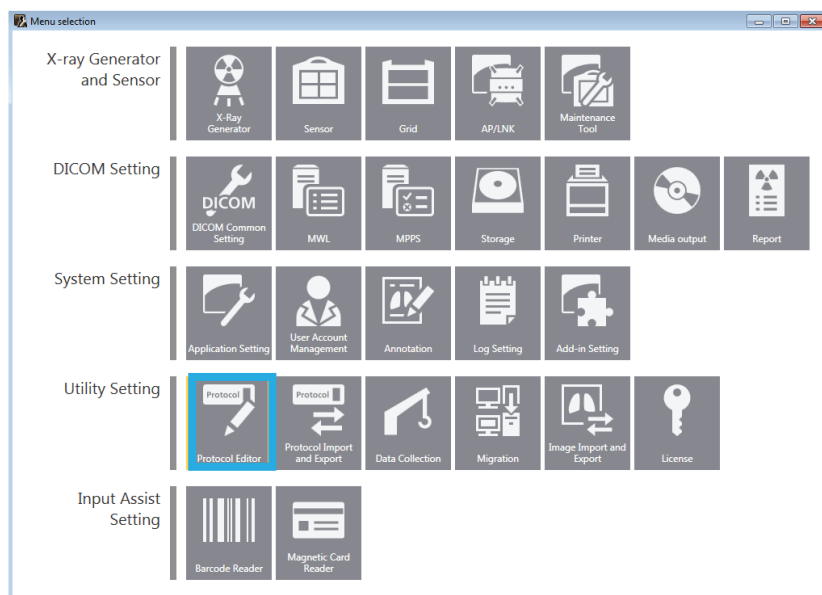 Menu selection
X-ray Generator
and Sensor
X-Ray
Generator
Sensor
Grid
AP/LNK
Maintenance
Tool
DICOM Setting
DICOM
DICOM Common
Setting
MWL
MPPS
Storage
Printer
Media output
Report
System Setting
Application Setting
User Account
Management
Annotation
Log Setting
Add-in Setting
Utility Setting
Protocol
Protocol Editor
Protocol
Protocol Import
and Export
Data Collection
Migration
Image Import and
Export
License
Input Assist
Setting
Barcode Reader
Magnetic Card
Reader